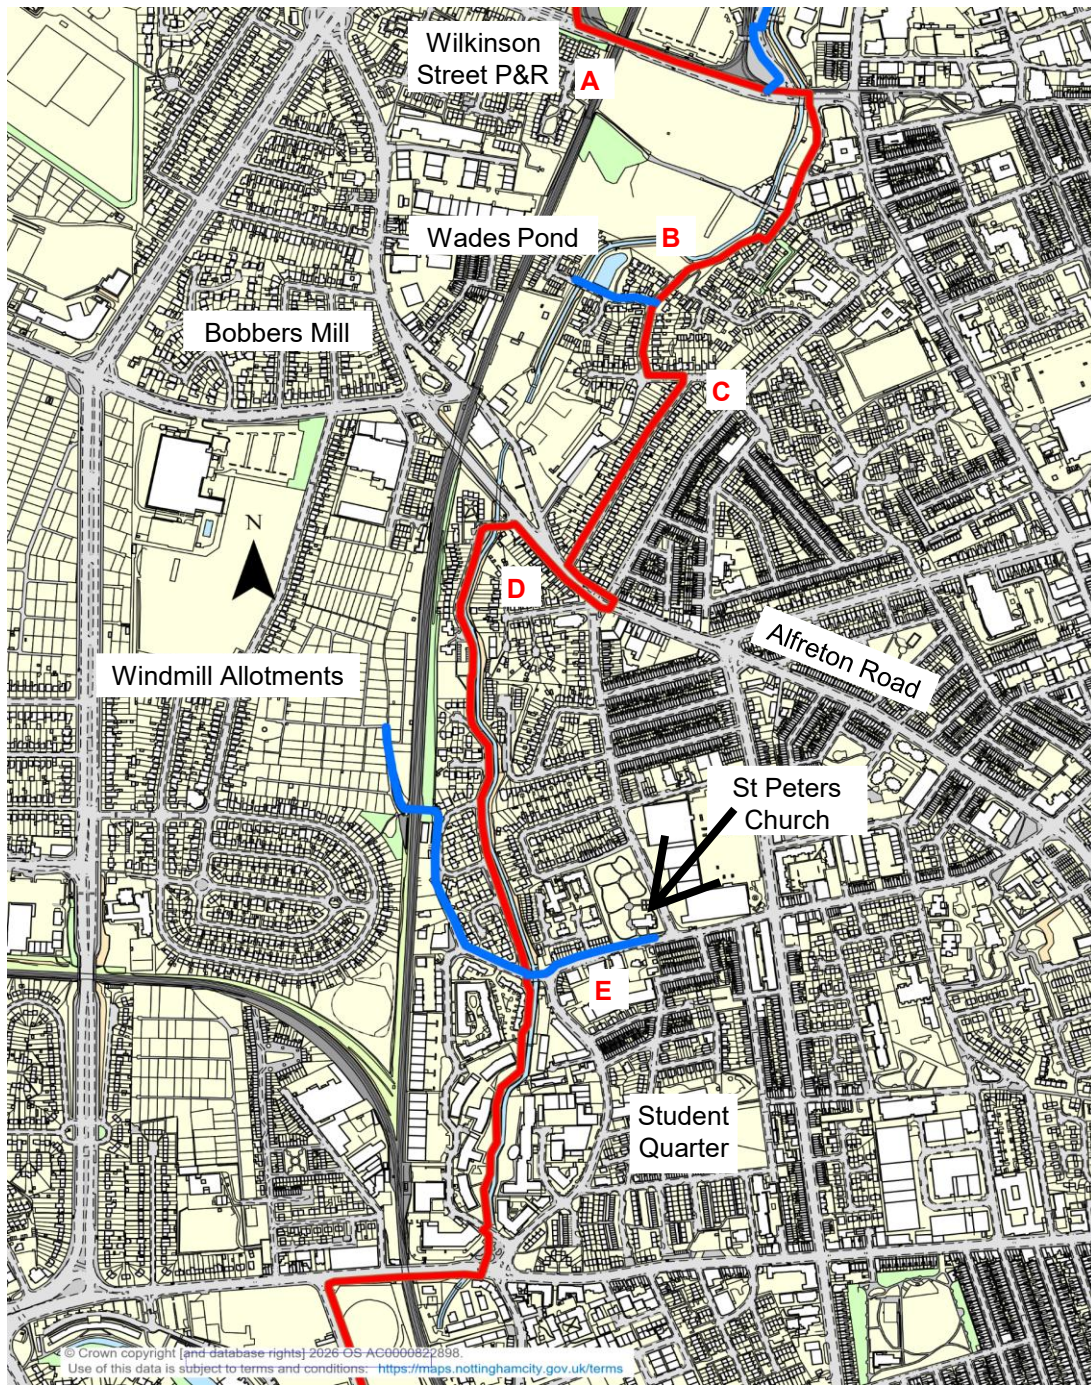 Wilkinson
Street P&R
A
Wades Pond
B
Bobbers Mill
C
N
D
Alfreton Road
Windmill Allotments
St Peters
Church
E
Student
Quarter
© Crown copyright [and database rights] 2026 OS AC0000822898.
Use of this data is subject to terms and conditions: https://maps.nottinghamcity.gov.uk/terms